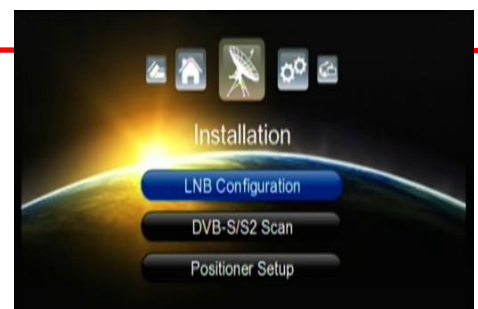 Installation
LNB Configuration
DVB-S/S2 Scan
Positioner Setup